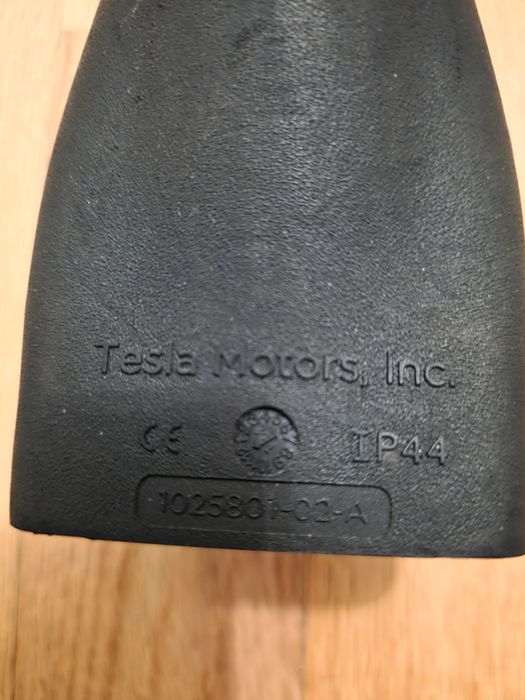 Tesla Motors, Inc.
CE IP44
1025801-02-A